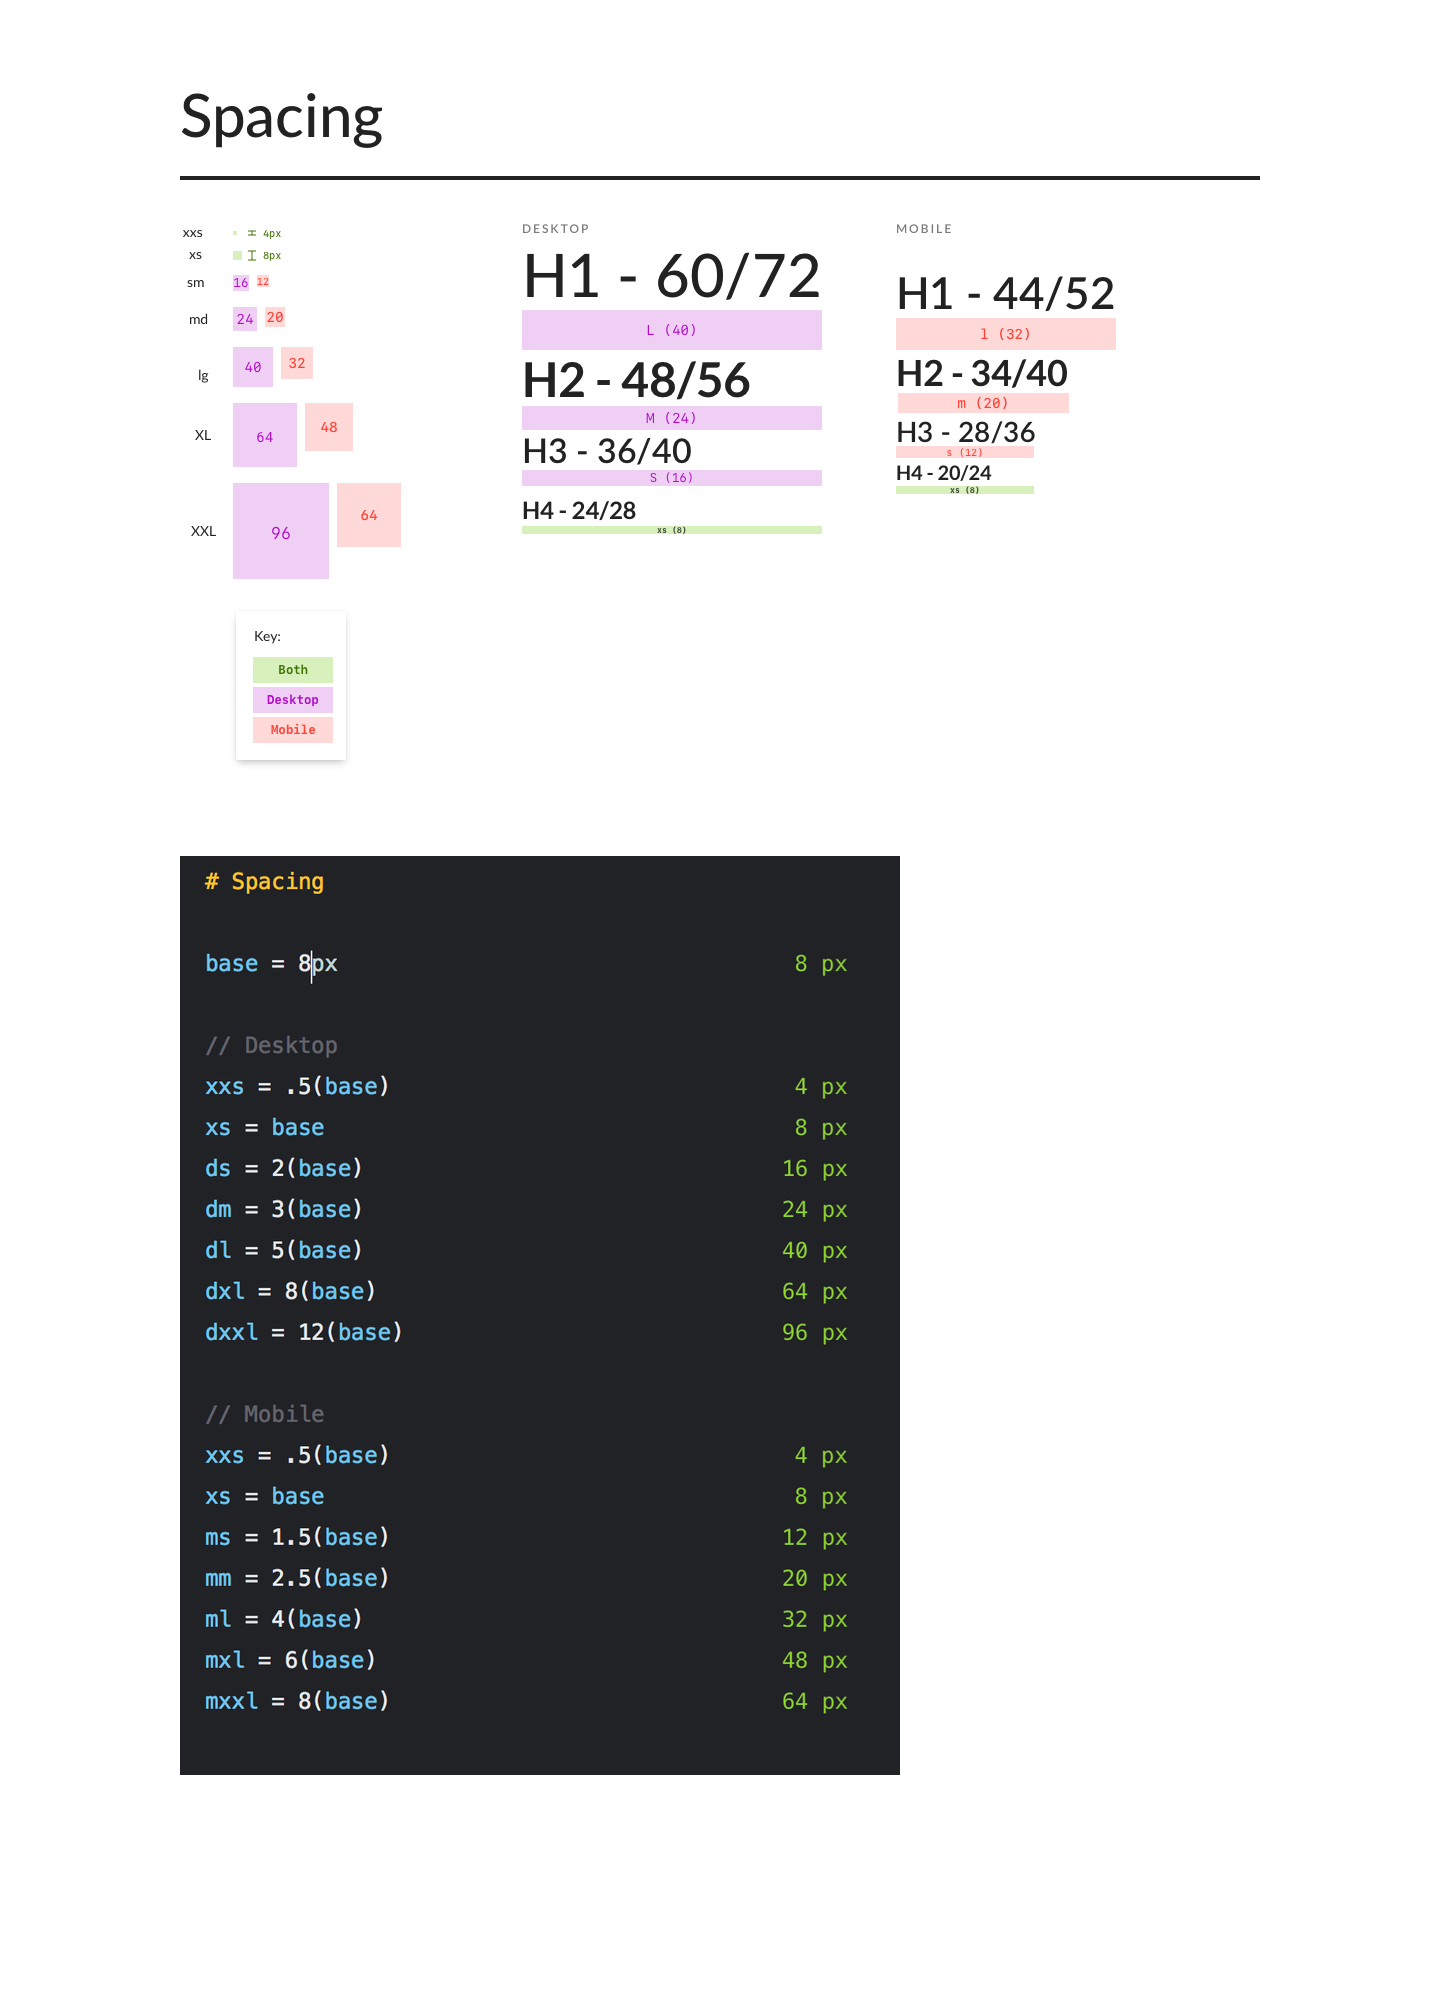 Spacing
xxs 4px
xs 8px
sm 16 12
md 24 20
lg 40 32
XL 64 48
XXL 96 64
Key:
Both
Desktop
Mobile
DESKTOP
H1 - 60/72
L (40)
H2 - 48/56
M (24)
H3 - 36/40
S (16)
H4 - 24/28
xs (8)
MOBILE
H1 - 44/52
l (32)
H2 - 34/40
m (20)
H3 - 28/36
s (12)
H4 - 20/24
xs (8)
# Spacing
base = 8px 8 px
// Desktop
xxs = .5(base) 4 px
xs = base 8 px
ds = 2(base) 16 px
dm = 3(base) 24 px
dl = 5(base) 40 px
dxl = 8(base) 64 px
dxxl = 12(base) 96 px
// Mobile
xxs = .5(base) 4 px
xs = base 8 px
ms = 1.5(base) 12 px
mm = 2.5(base) 20 px
ml = 4(base) 32 px
mxl = 6(base) 48 px
mxxl = 8(base) 64 px